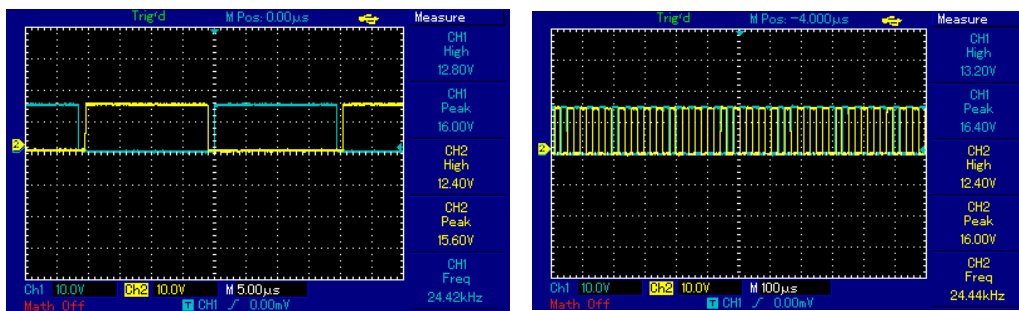 Trig'd M Pos: 0.00µs Measure
CH1
High
12.80V
CH1
Peak
16.00V
2
CH2
High
12.40V
CH2
Peak
15.60V
CH1
Freq
24.42kHz
Ch1 10.0V Ch2 10.0V M 5.00µs
Math Off T CH1 0.00mV
Trig'd M Pos: -4.000µs Measure
CH1
High
13.20V
CH1
Peak
16.40V
2
CH2
High
12.40V
CH2
Peak
16.00V
CH2
Freq
24.44kHz
Ch1 10.0V Ch2 10.0V M 100µs
Math Off T CH1 0.00mV